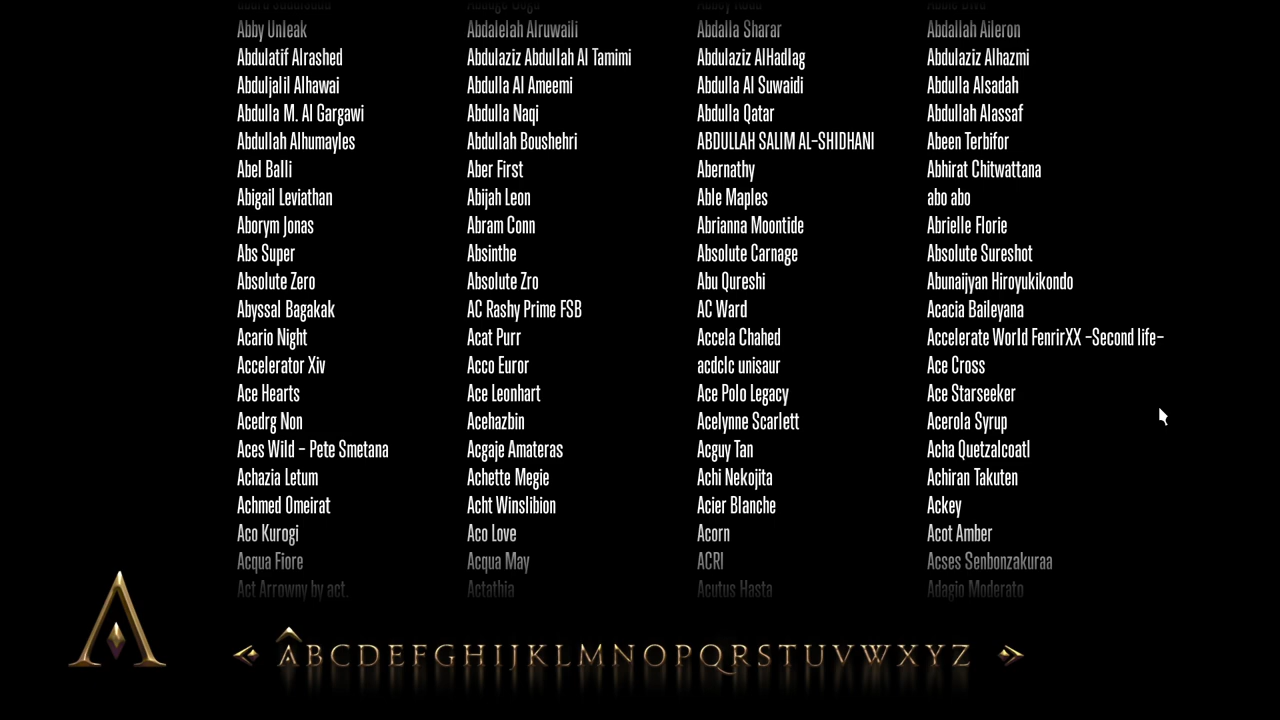 Abby Unleak Abdalelah Alruwaili Abdalla Sharar Abdallah Aileron
Abdulatif Alrashed Abdulaziz Abdullah Al Tamimi Abdulaziz AlHadlag Abdulaziz Alhazmi
Abduljalil Alhawai Abdulla Al Ameemi Abdulla Al Suwaidi Abdulla Alsadah
Abdulla M. Al Gargawi Abdulla Naqi Abdulla Qatar Abdullah Alassaf
Abdullah Alhumayles Abdullah Boushehri ABDULLAH SALIM AL-SHIDHANI Abeen Terbifor
Abel Balli Aber First Abernathy Abhirat Chitwattana
Abigail Leviathan Abijah Leon Able Maples abo abo
Aborym Jonas Abram Conn Abrianna Moontide Abrielle Florie
Abs Super Absinthe Absolute Carnage Absolute Sureshot
Absolute Zero Absolute Zro Abu Qureshi Abunaijyan Hiroyukikondo
Abyssal Bagakak AC Rashy Prime FSB AC Ward Acacia Baileyana
Acario Night Acat Purr Accela Chahed Accelerate World FenrirXX -Second life-
Accelerator Xiv Acco Euror acdclc unisaur Ace Cross
Ace Hearts Ace Leonhart Ace Polo Legacy Ace Starseeker
Acedrg Non Acehazbin Acelynne Scarlett Acerola Syrup
Aces Wild - Pete Smetana Acgaje Amateras Acguy Tan Acha Quetzalcoatl
Achazia Letum Achette Megie Achi Nekojita Achiran Takuten
Achmed Omeirat Acht Winslibion Acier Blanche Ackey
Aco Kurogi Aco Love Acorn Acot Amber
Acqua Fiore Acqua May ACRI Acses Senbonzakuraa
Act Arrowny by act. Actathia Acutus Hasta Adagio Moderato
A
A B C D E F G H I J K L M N O P Q R S T U V W X Y Z